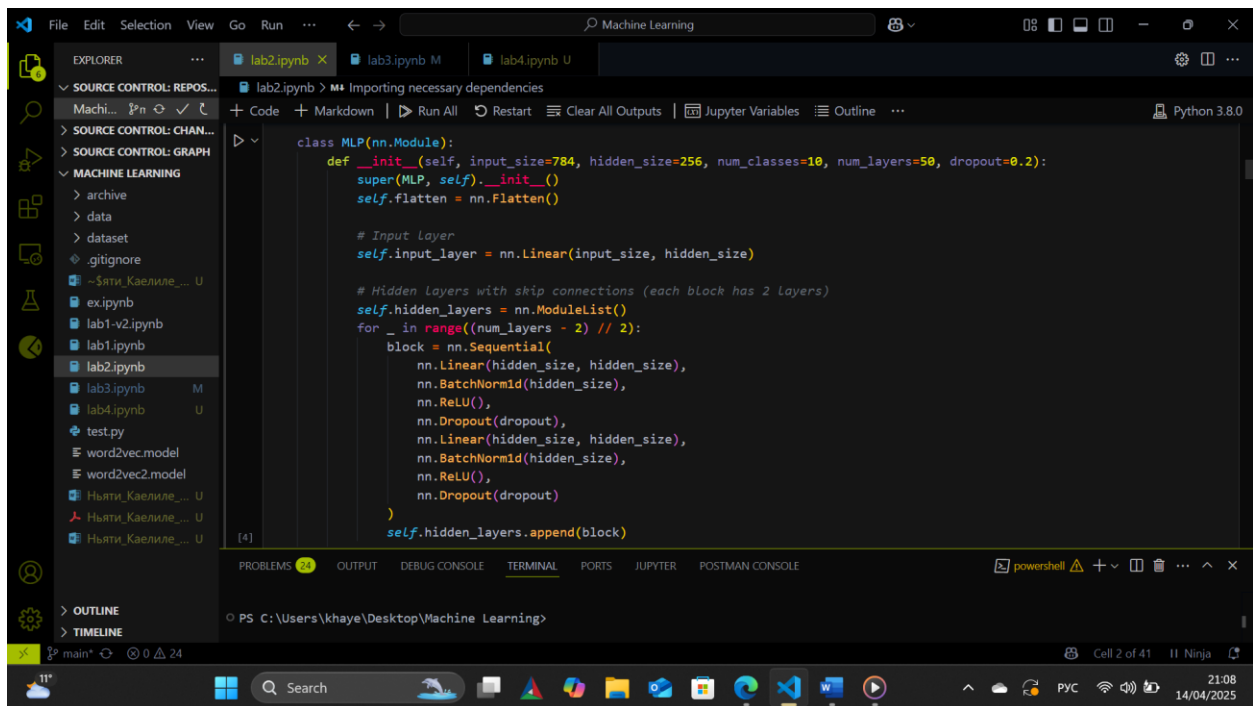 File Edit Selection View Go Run ··· Machine Learning
EXPLORER ···
SOURCE CONTROL: REPOS...
Machi...
SOURCE CONTROL: CHAN...
SOURCE CONTROL: GRAPH
MACHINE LEARNING
archive
data
dataset
.gitignore
~$яти_Каелиле_... U
ex.ipynb
lab1-v2.ipynb
lab1.ipynb
lab2.ipynb
lab3.ipynb M
lab4.ipynb U
test.py
word2vec.model
word2vec2.model
Ньяти_Каелиле_... U
Ньяти_Каелиле_... U
Ньяти_Каелиле_... U
OUTLINE
TIMELINE
lab2.ipynb lab3.ipynb M lab4.ipynb U
lab2.ipynb > M↓ Importing necessary dependencies
+ Code + Markdown | Run All Restart Clear All Outputs | Jupyter Variables Outline ··· Python 3.8.0
class MLP(nn.Module):
def __init__(self, input_size=784, hidden_size=256, num_classes=10, num_layers=50, dropout=0.2):
super(MLP, self).__init__()
self.flatten = nn.Flatten()
# Input layer
self.input_layer = nn.Linear(input_size, hidden_size)
# Hidden layers with skip connections (each block has 2 layers)
self.hidden_layers = nn.ModuleList()
for _ in range((num_layers - 2) // 2):
block = nn.Sequential(
nn.Linear(hidden_size, hidden_size),
nn.BatchNorm1d(hidden_size),
nn.ReLU(),
nn.Dropout(dropout),
nn.Linear(hidden_size, hidden_size),
nn.BatchNorm1d(hidden_size),
nn.ReLU(),
nn.Dropout(dropout)
)
self.hidden_layers.append(block)
[4]
PROBLEMS 24 OUTPUT DEBUG CONSOLE TERMINAL PORTS JUPYTER POSTMAN CONSOLE powershell
PS C:\Users\khaye\Desktop\Machine Learning>
main* 0 24 Cell 2 of 41 Ninja
11° Search РУС 21:08
14/04/2025